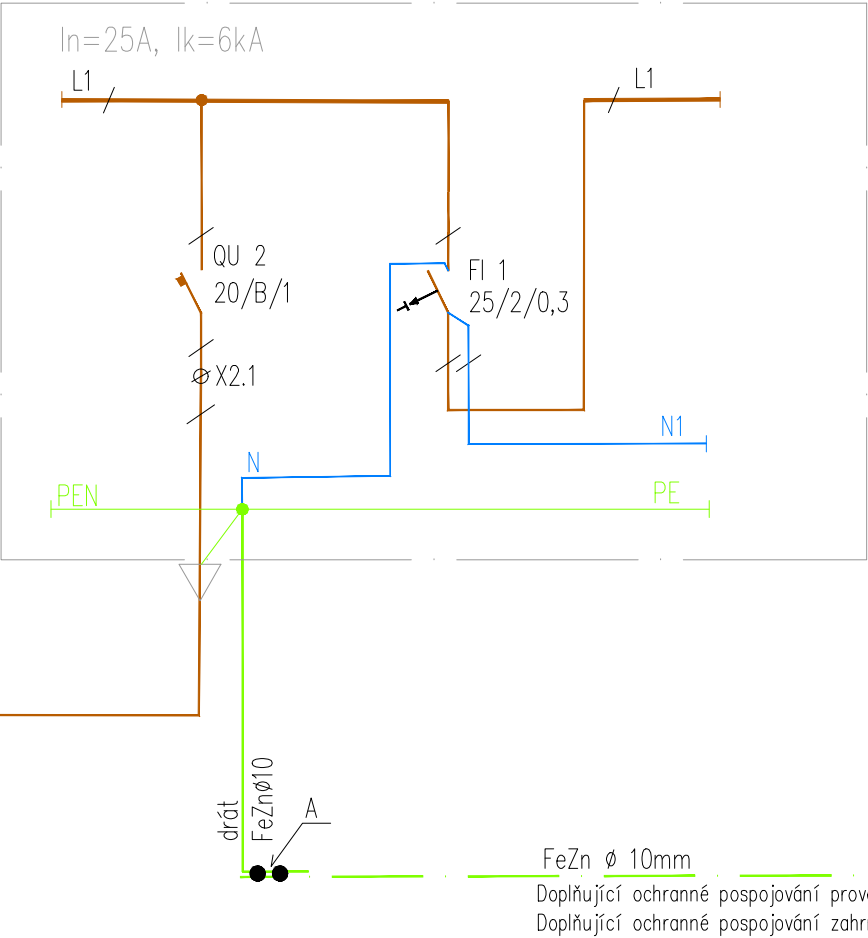 In=25A, Ik=6kA
L1
L1
QU 2
20/B/1
FI 1
25/2/0,3
X2.1
N1
N
PEN
PE
drát
FeZnø10
A
FeZn ø 10mm
Doplňující ochranné pospojování
Doplňující ochranné pospojování